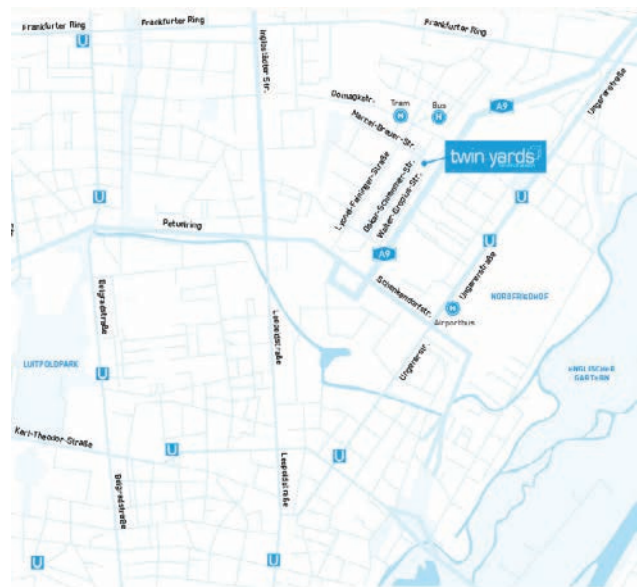 Frankfurter Ring
Frankfurter Ring
Frankfurter Ring
U
Ingolstädter Str.
Ungererstraße
Domagkstr.
Tram
H
Bus
H
A9
Marcel-Breuer-Str.
twin yards
Lyonel-Feininger-Straße
Oskar-Schlemmer-Str.
Walter-Gropius-Str.
U
U
Petuelring
U
A9
Schenkendorfstr.
Ungererstraße
NORDFRIEDHOF
H
Airportbus
Belgradstraße
Leopoldstraße
Ungererstr.
LUITPOLDPARK
U
ENGLISCHER
GARTEN
Karl-Theodor-Straße
U
U
Leopoldstraße
Belgradstraße
U
U